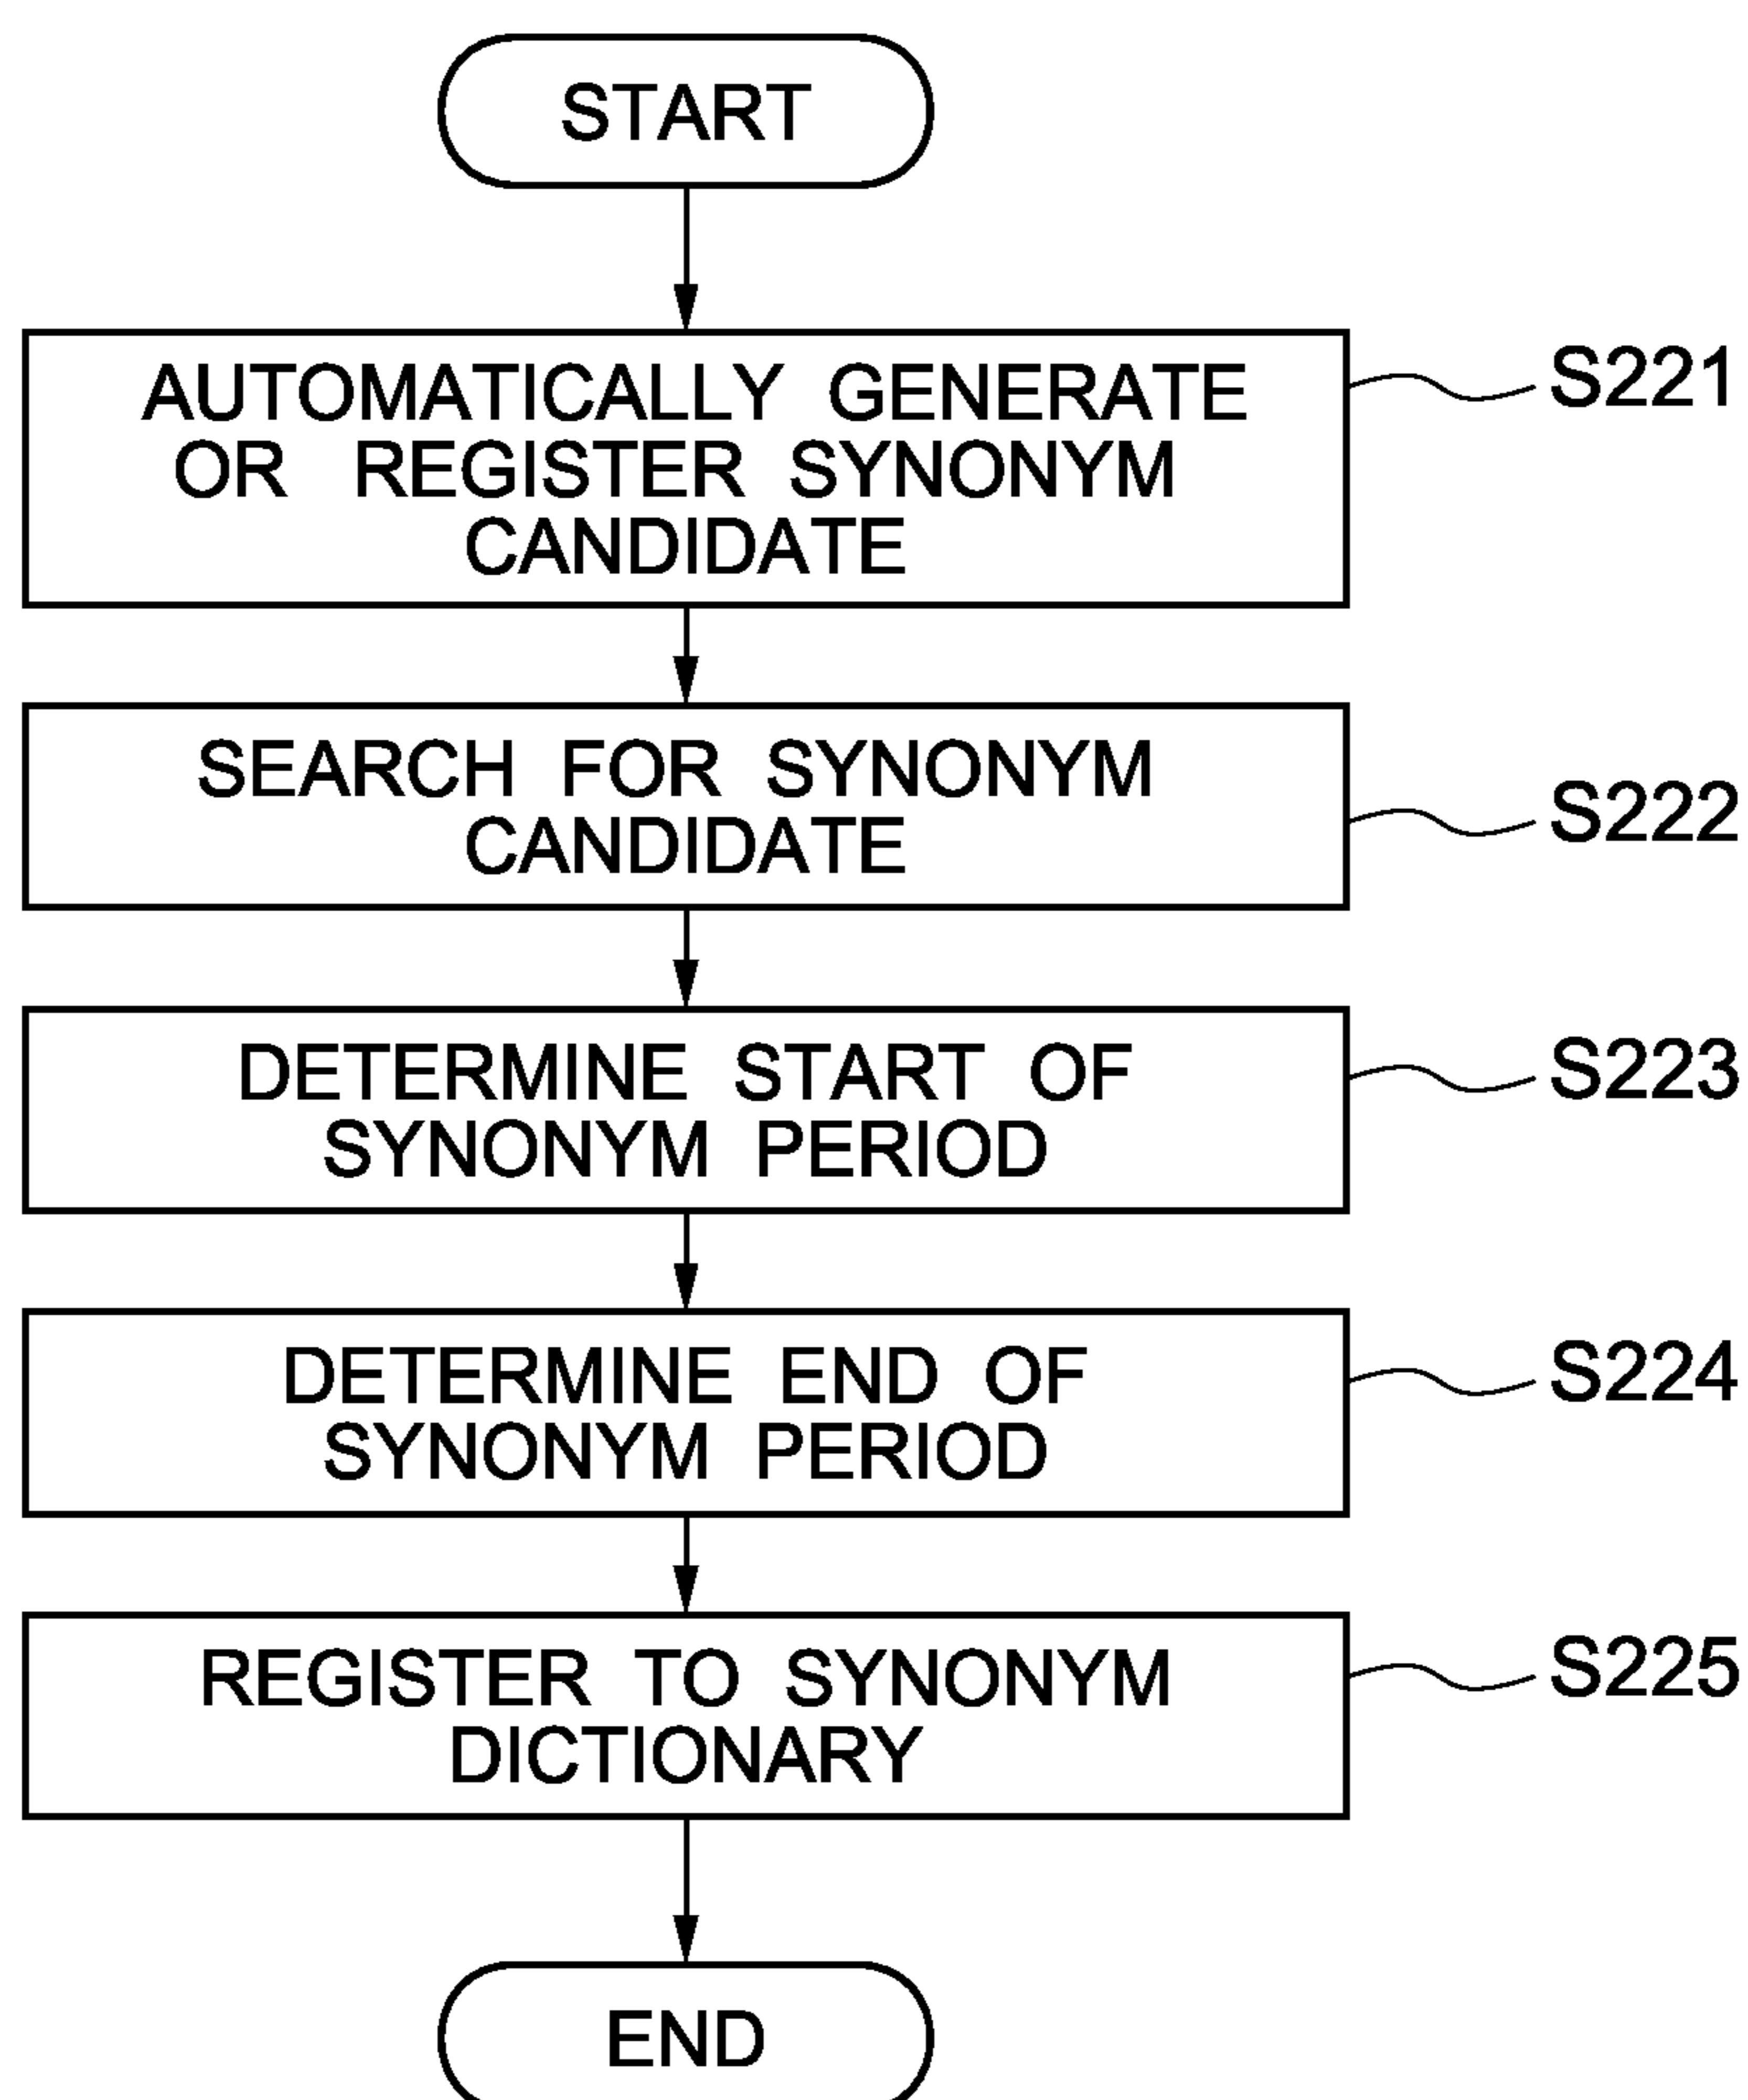 START
AUTOMATICALLY GENERATE
OR REGISTER SYNONYM
CANDIDATE
S221
SEARCH FOR SYNONYM
CANDIDATE
S222
DETERMINE START OF
SYNONYM PERIOD
S223
DETERMINE END OF
SYNONYM PERIOD
S224
REGISTER TO SYNONYM
DICTIONARY
S225
END